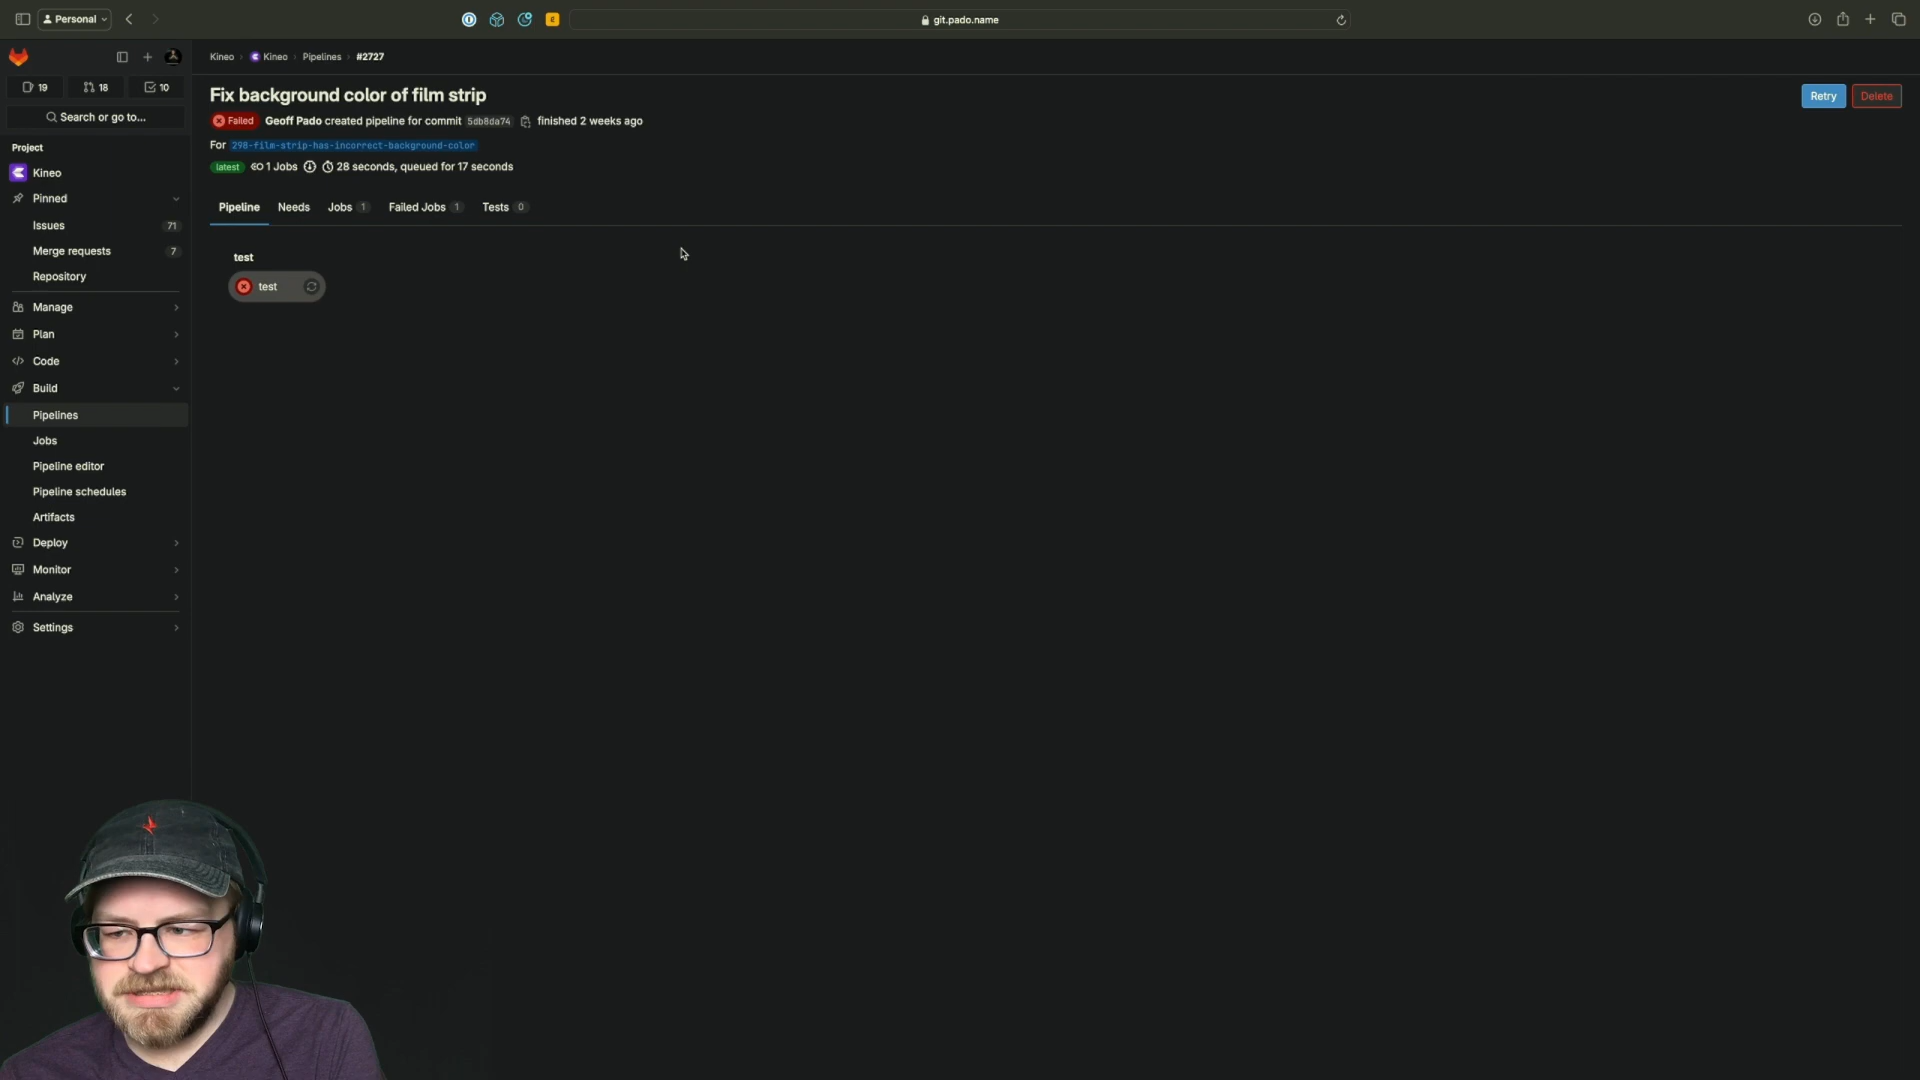 Personal
git.pado.name
Kineo
Kineo
Pipelines
#2727
19
18
10
Search or go to...
Fix background color of film strip
Retry
Delete
Failed
Geoff Pado created pipeline for commit 5db8da74 finished 2 weeks ago
For 298-film-strip-has-incorrect-background-color
latest
1 Jobs
28 seconds, queued for 17 seconds
Pipeline
Needs
Jobs 1
Failed Jobs 1
Tests 0
test
test
Project
Kineo
Pinned
Issues 71
Merge requests 7
Repository
Manage
Plan
Code
Build
Pipelines
Jobs
Pipeline editor
Pipeline schedules
Artifacts
Deploy
Monitor
Analyze
Settings